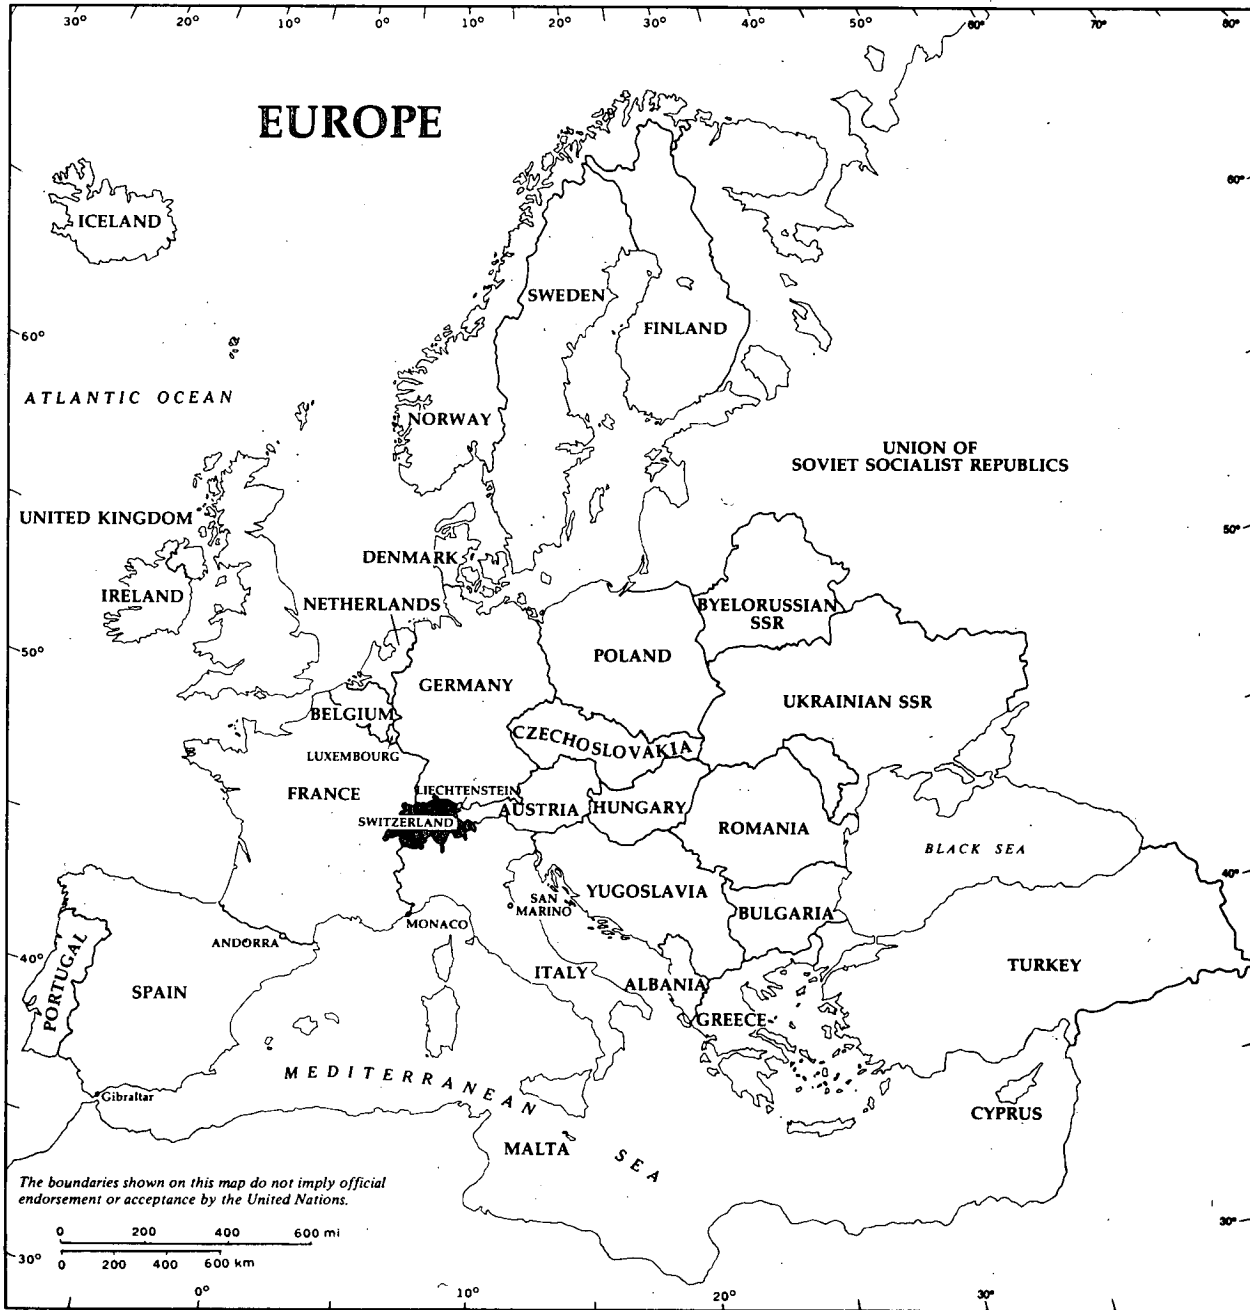 30° 20° 10° 0° 10° 20° 30° 40° 50° 60° 70° 80°
EUROPE
60°
ICELAND
SWEDEN
FINLAND
60°
ATLANTIC OCEAN
NORWAY
UNION OF
SOVIET SOCIALIST REPUBLICS
UNITED KINGDOM
50°
DENMARK
IRELAND
NETHERLANDS
BYELORUSSIAN
SSR
50°
POLAND
GERMANY
UKRAINIAN SSR
BELGIUM
CZECHOSLOVAKIA
LUXEMBOURG
FRANCE
LIECHTENSTEIN
AUSTRIA
HUNGARY
SWITZERLAND
ROMANIA
BLACK SEA
40°
YUGOSLAVIA
SAN
MARINO
BULGARIA
MONACO
ANDORRA
40°
PORTUGAL
SPAIN
ITALY
ALBANIA
TURKEY
GREECE
MEDITERRANEAN SEA
Gibraltar
CYPRUS
MALTA
The boundaries shown on this map do not imply official
endorsement or acceptance by the United Nations.
0 200 400 600 mi
0 200 400 600 km
30°
30°
0° 10° 20° 30°